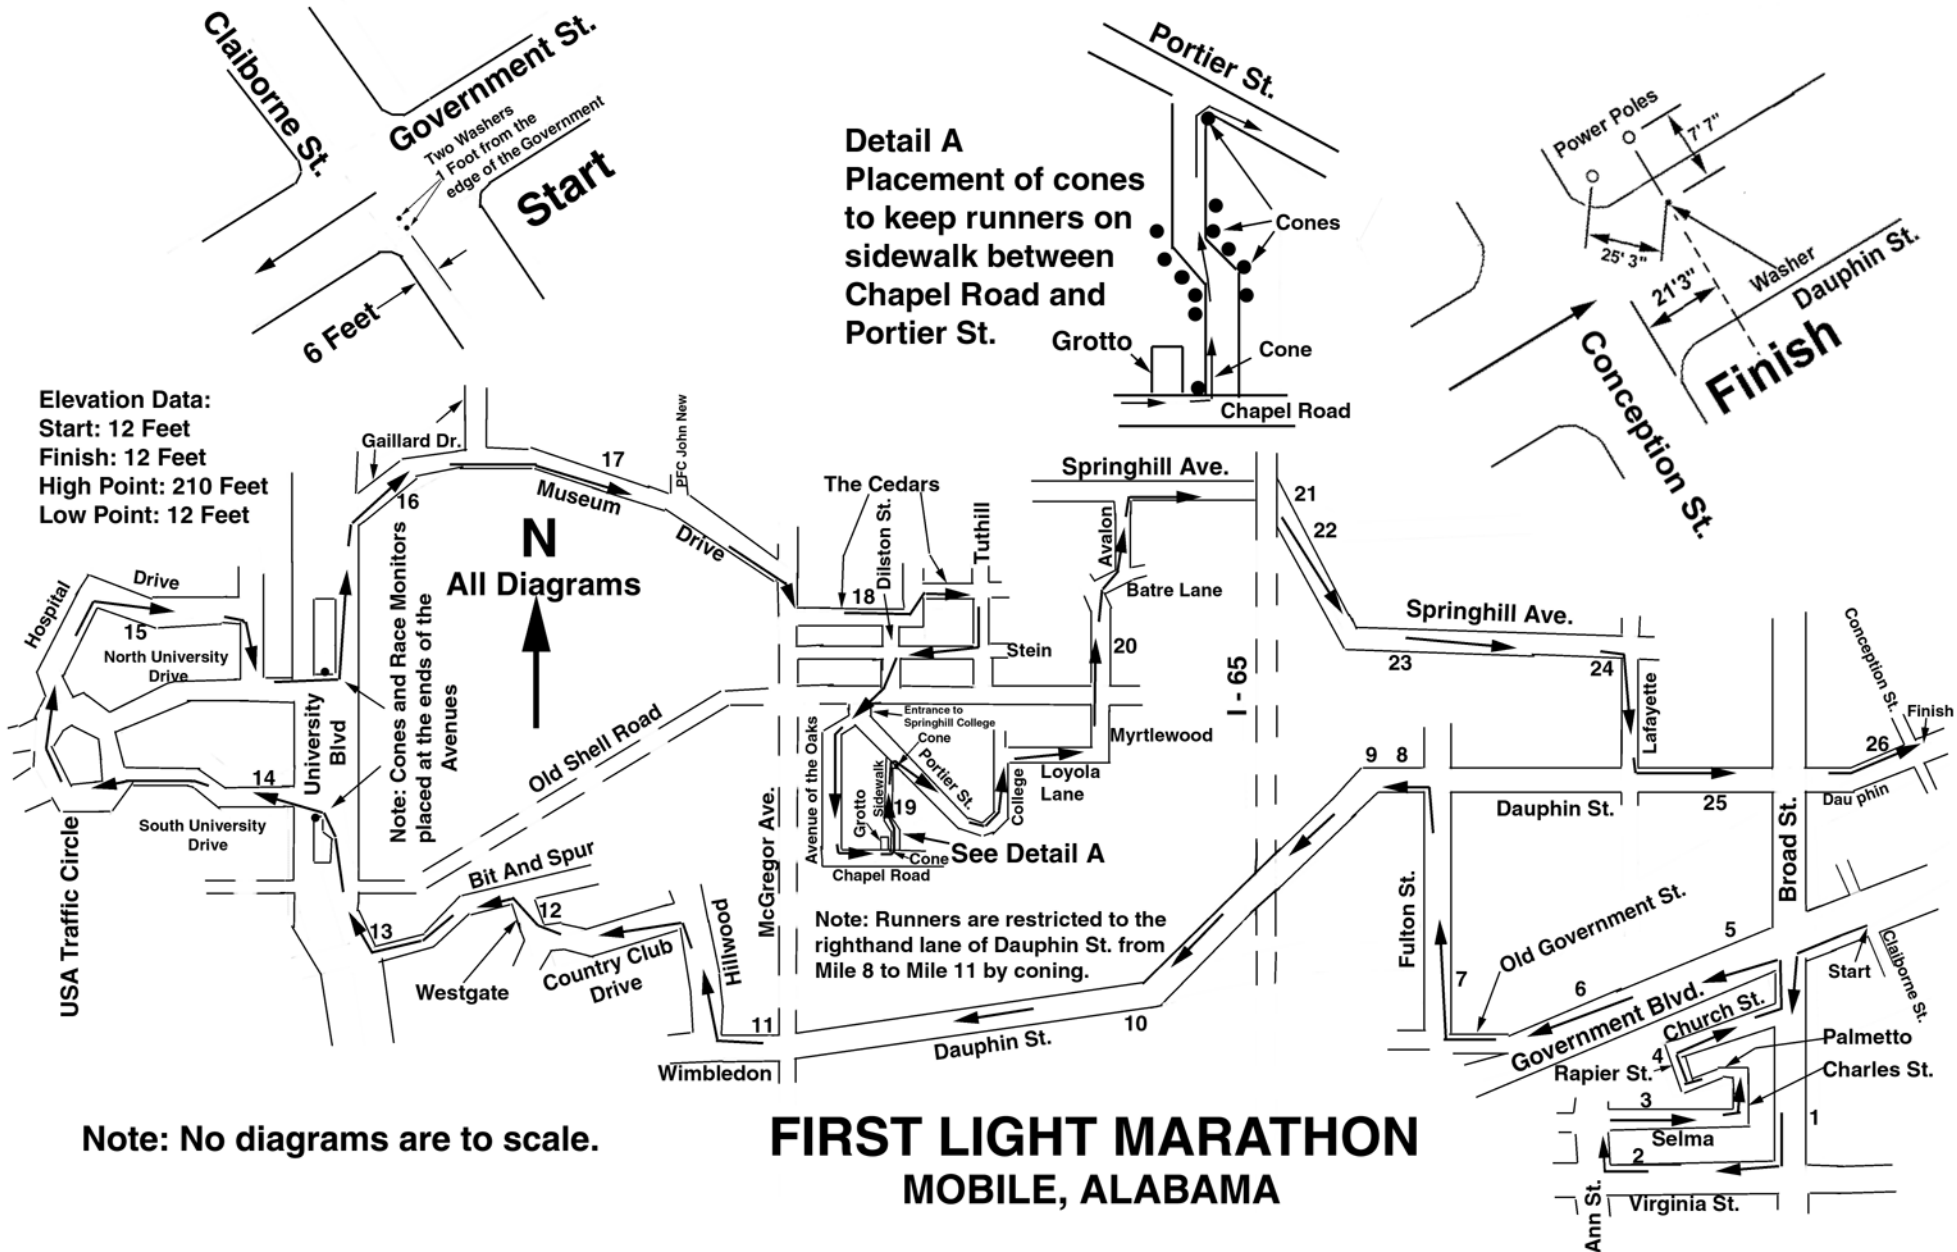 Claiborne St.
Government St.
Two Washers
1 Foot from the
edge of the Government
Start
6 Feet
Detail A
Placement of cones
to keep runners on
sidewalk between
Chapel Road and
Portier St.
Portier St.
Cones
Grotto
Cone
Chapel Road
Power Poles
7' 7"
25' 3"
21'3"
Washer
Dauphin St.
Finish
Conception St.
Elevation Data:
Start: 12 Feet
Finish: 12 Feet
High Point: 210 Feet
Low Point: 12 Feet
Gaillard Dr.
16
17
Museum
Drive
PFC John New
N
All Diagrams
Hospital
Drive
15
North University
Drive
University
Blvd
Note: Cones and Race Monitors
placed at the ends of the
Avenues
14
South University
Drive
USA Traffic Circle
Old Shell Road
Bit And Spur
13
12
Westgate
Country Club
Drive
Hillwood
McGregor Ave.
11
Wimbledon
The Cedars
18
Dilston St.
Tuthill
Stein
Entrance to
Springhill College
Cone
Avenue of the Oaks
Portier St.
Sidewalk
19
Grotto
Cone
See Detail A
Chapel Road
College
Loyola
Lane
Myrtlewood
20
Batre Lane
Avalon
Springhill Ave.
I - 65
21
22
Springhill Ave.
23
24
Lafayette
9
8
Dauphin St.
25
Dau phin
26
Finish
Conception St.
Broad St.
Note: Runners are restricted to the
righthand lane of Dauphin St. from
Mile 8 to Mile 11 by coning.
10
Dauphin St.
Fulton St.
7
Old Government St.
6
5
Government Blvd.
Church St.
Start
Claiborne St.
4
Rapier St.
Palmetto
Charles St.
3
Selma
2
1
Virginia St.
Ann St.
Note: No diagrams are to scale.
FIRST LIGHT MARATHON
MOBILE, ALABAMA